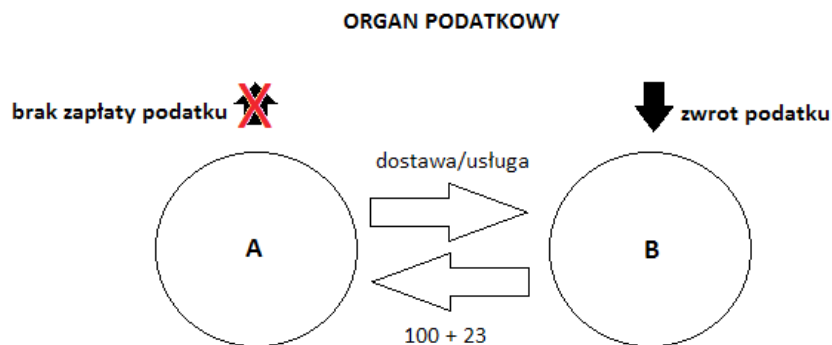 ORGAN PODATKOWY
brak zapłaty podatku
zwrot podatku
dostawa/usługa
A
B
100 + 23